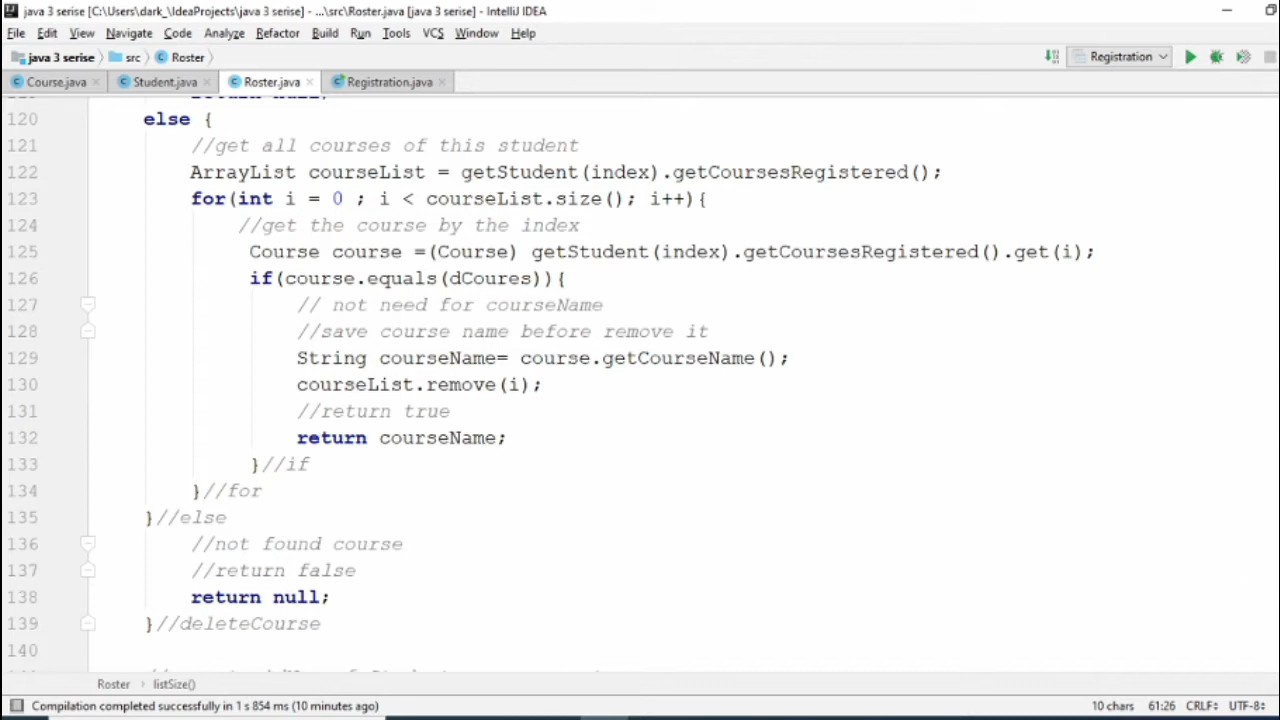 java 3 serise [C:\Users\dark_\IdeaProjects\java 3 serise] - ...\src\Roster.java [java 3 serise] - IntelliJ IDEA
File Edit View Navigate Code Analyze Refactor Build Run Tools VCS Window Help
java 3 serise src Roster Registration
Course.java Student.java Roster.java Registration.java
return null;
120 else {
121 //get all courses of this student
122 ArrayList courseList = getStudent(index).getCoursesRegistered();
123 for(int i = 0 ; i < courseList.size(); i++){
124 //get the course by the index
125 Course course =(Course) getStudent(index).getCoursesRegistered().get(i);
126 if(course.equals(dCoures)){
127 // not need for courseName
128 //save course name before remove it
129 String courseName= course.getCourseName();
130 courseList.remove(i);
131 //return true
132 return courseName;
133 }//if
134 }//for
135 }//else
136 //not found course
137 //return false
138 return null;
139 }//deleteCourse
140
Roster listSize()
Compilation completed successfully in 1 s 854 ms (10 minutes ago) 10 chars 61:26 CRLF UTF-8